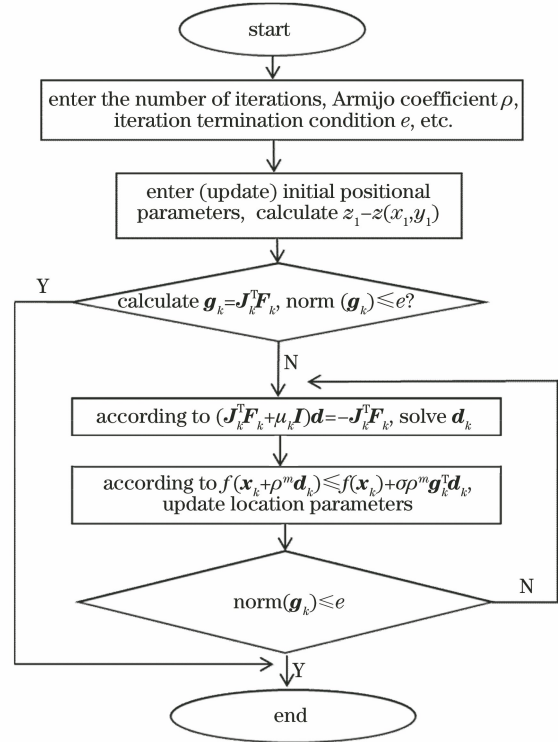 start
enter the number of iterations, Armijo coefficient ρ,
iteration termination condition e, etc.
enter (update) initial positional
parameters, calculate z₁−z(x₁,y₁)
Y
calculate gₖ=JₖᵀFₖ, norm (gₖ)⩽e?
N
according to (JₖᵀFₖ+μₖI)d=−JₖᵀFₖ, solve dₖ
according to f(xₖ+ρᵐdₖ)⩽f(xₖ)+σρᵐgₖᵀdₖ,
update location parameters
N
norm(gₖ)⩽e
Y
end